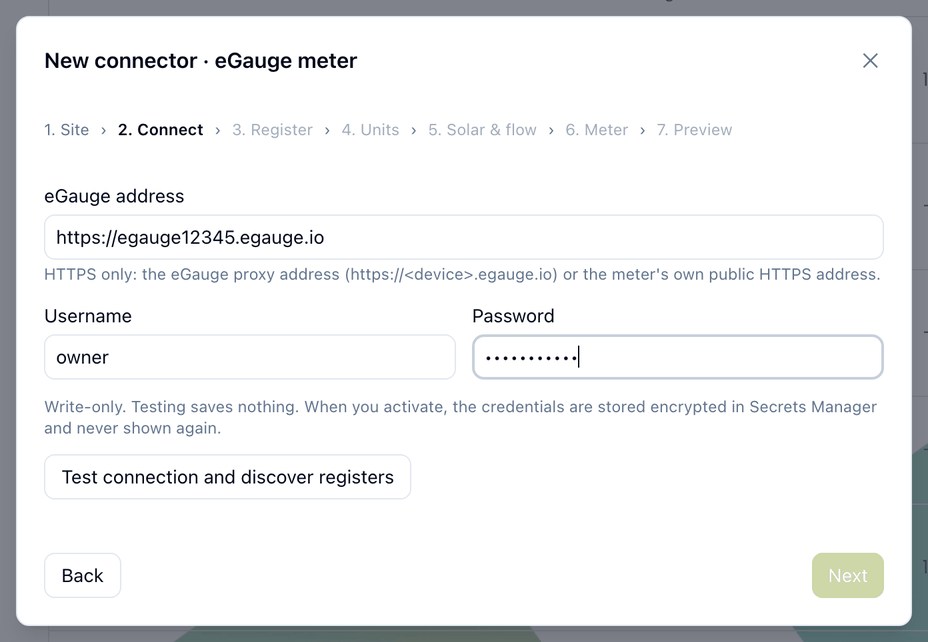 New connector · eGauge meter
1. Site › 2. Connect › 3. Register › 4. Units › 5. Solar & flow › 6. Meter › 7. Preview
eGauge address
https://egauge12345.egauge.io
HTTPS only: the eGauge proxy address (https://<device>.egauge.io) or the meter's own public HTTPS address.
Username
Password
owner
•••••••••••
Write-only. Testing saves nothing. When you activate, the credentials are stored encrypted in Secrets Manager
and never shown again.
Test connection and discover registers
Back
Next